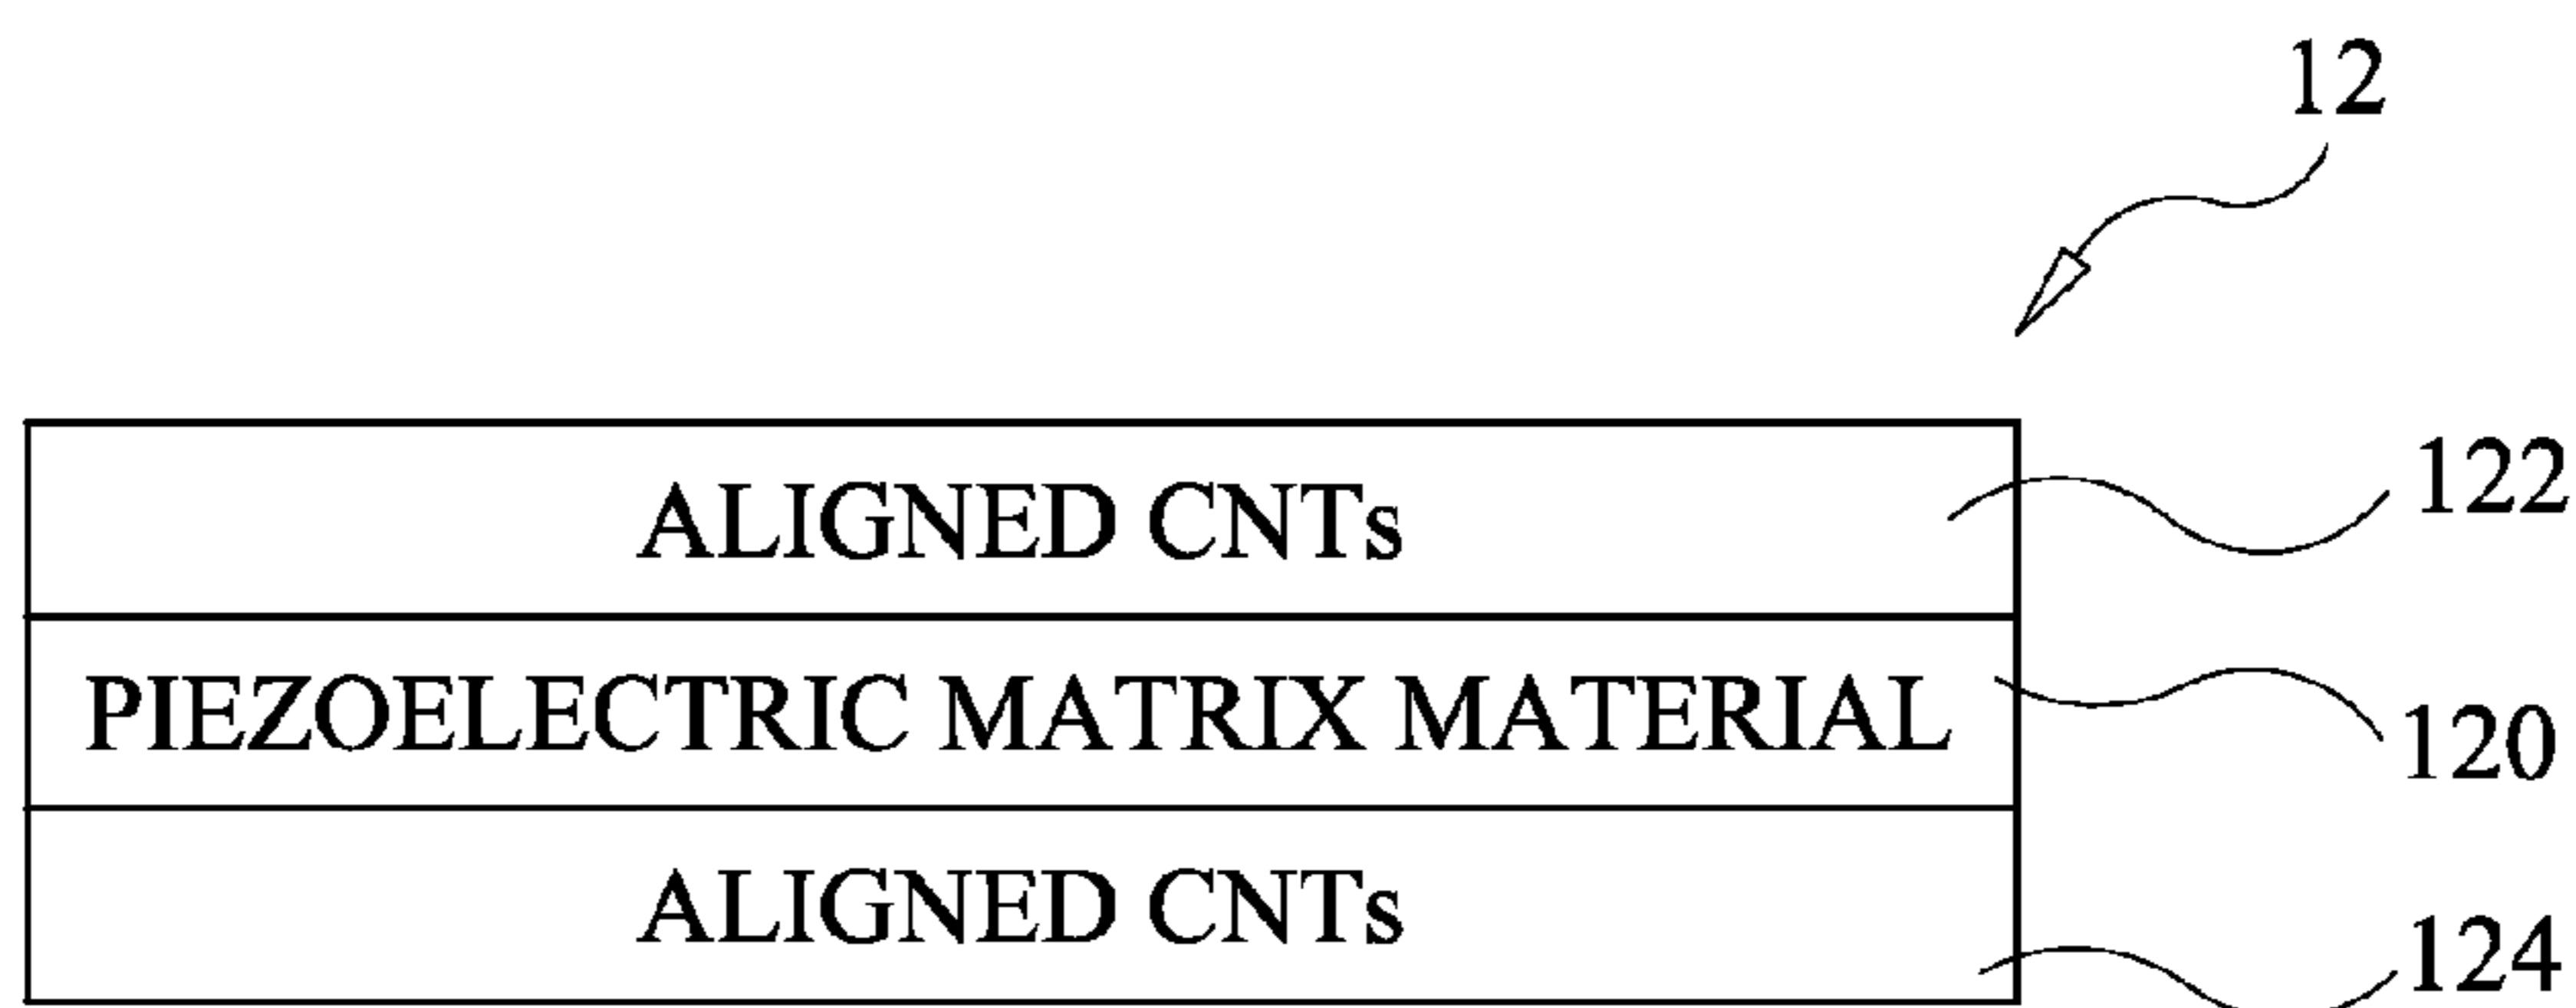 12
ALIGNED CNTs
122
PIEZOELECTRIC MATRIX MATERIAL
120
ALIGNED CNTs
124